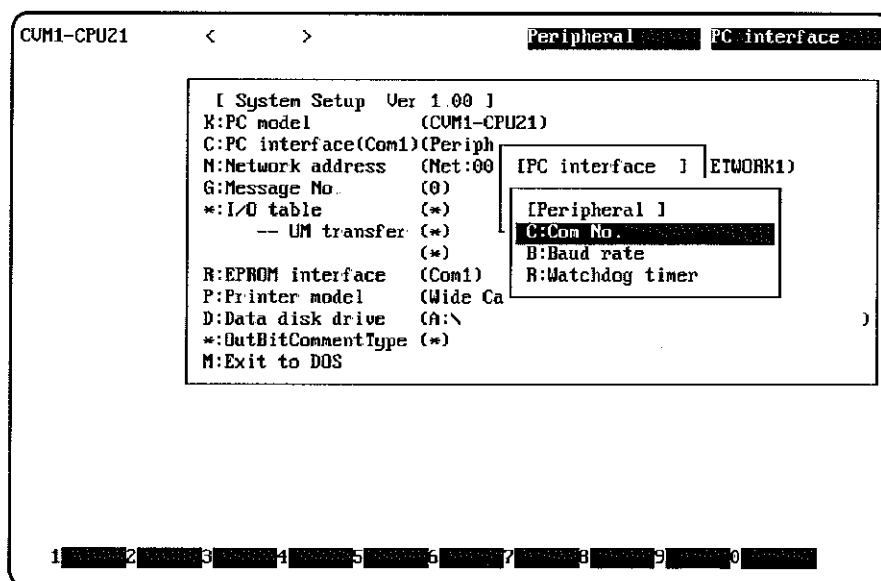 CVM1-CPU21 < > Peripheral PC interface
[ System Setup Ver 1.00 ]
K:PC model (CVM1-CPU21)
C:PC interface(Com1)(Periph
N:Network address (Net:00 [PC interface ] ETWORK1)
G:Message No. (0)
*:I/O table (*) [Peripheral ]
-- UM transfer (*) C:Com No.
(*) B:Baud rate
R:EPROM interface (Com1) R:Watchdog timer
P:Printer model (Wide Ca
D:Data disk drive (A:\ )
*:OutBitCommentType (*)
M:Exit to DOS
1 2 3 4 5 6 7 8 9 0